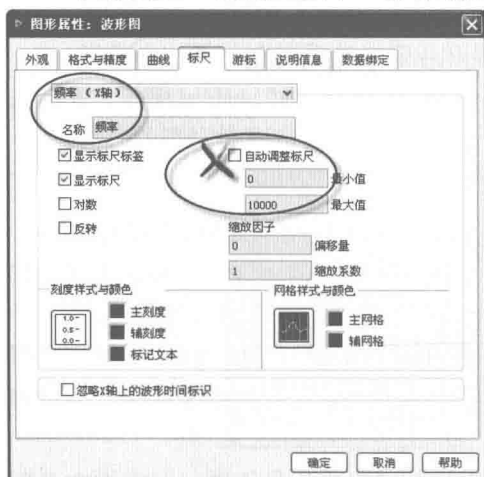 图形属性：波形图
外观 格式与精度 曲线 标尺 游标 说明信息 数据绑定
频率（X轴）
名称 频率
显示标尺标签 自动调整标尺
显示标尺 0 最小值
对数 10000 最大值
反转 缩放因子
0 偏移量
1 缩放系数
刻度样式与颜色 网格样式与颜色
1.0-
0.5-
0.0-
主刻度 主网格
辅刻度 辅网格
标记文本
忽略X轴上的波形时间标识
确定 取消 帮助